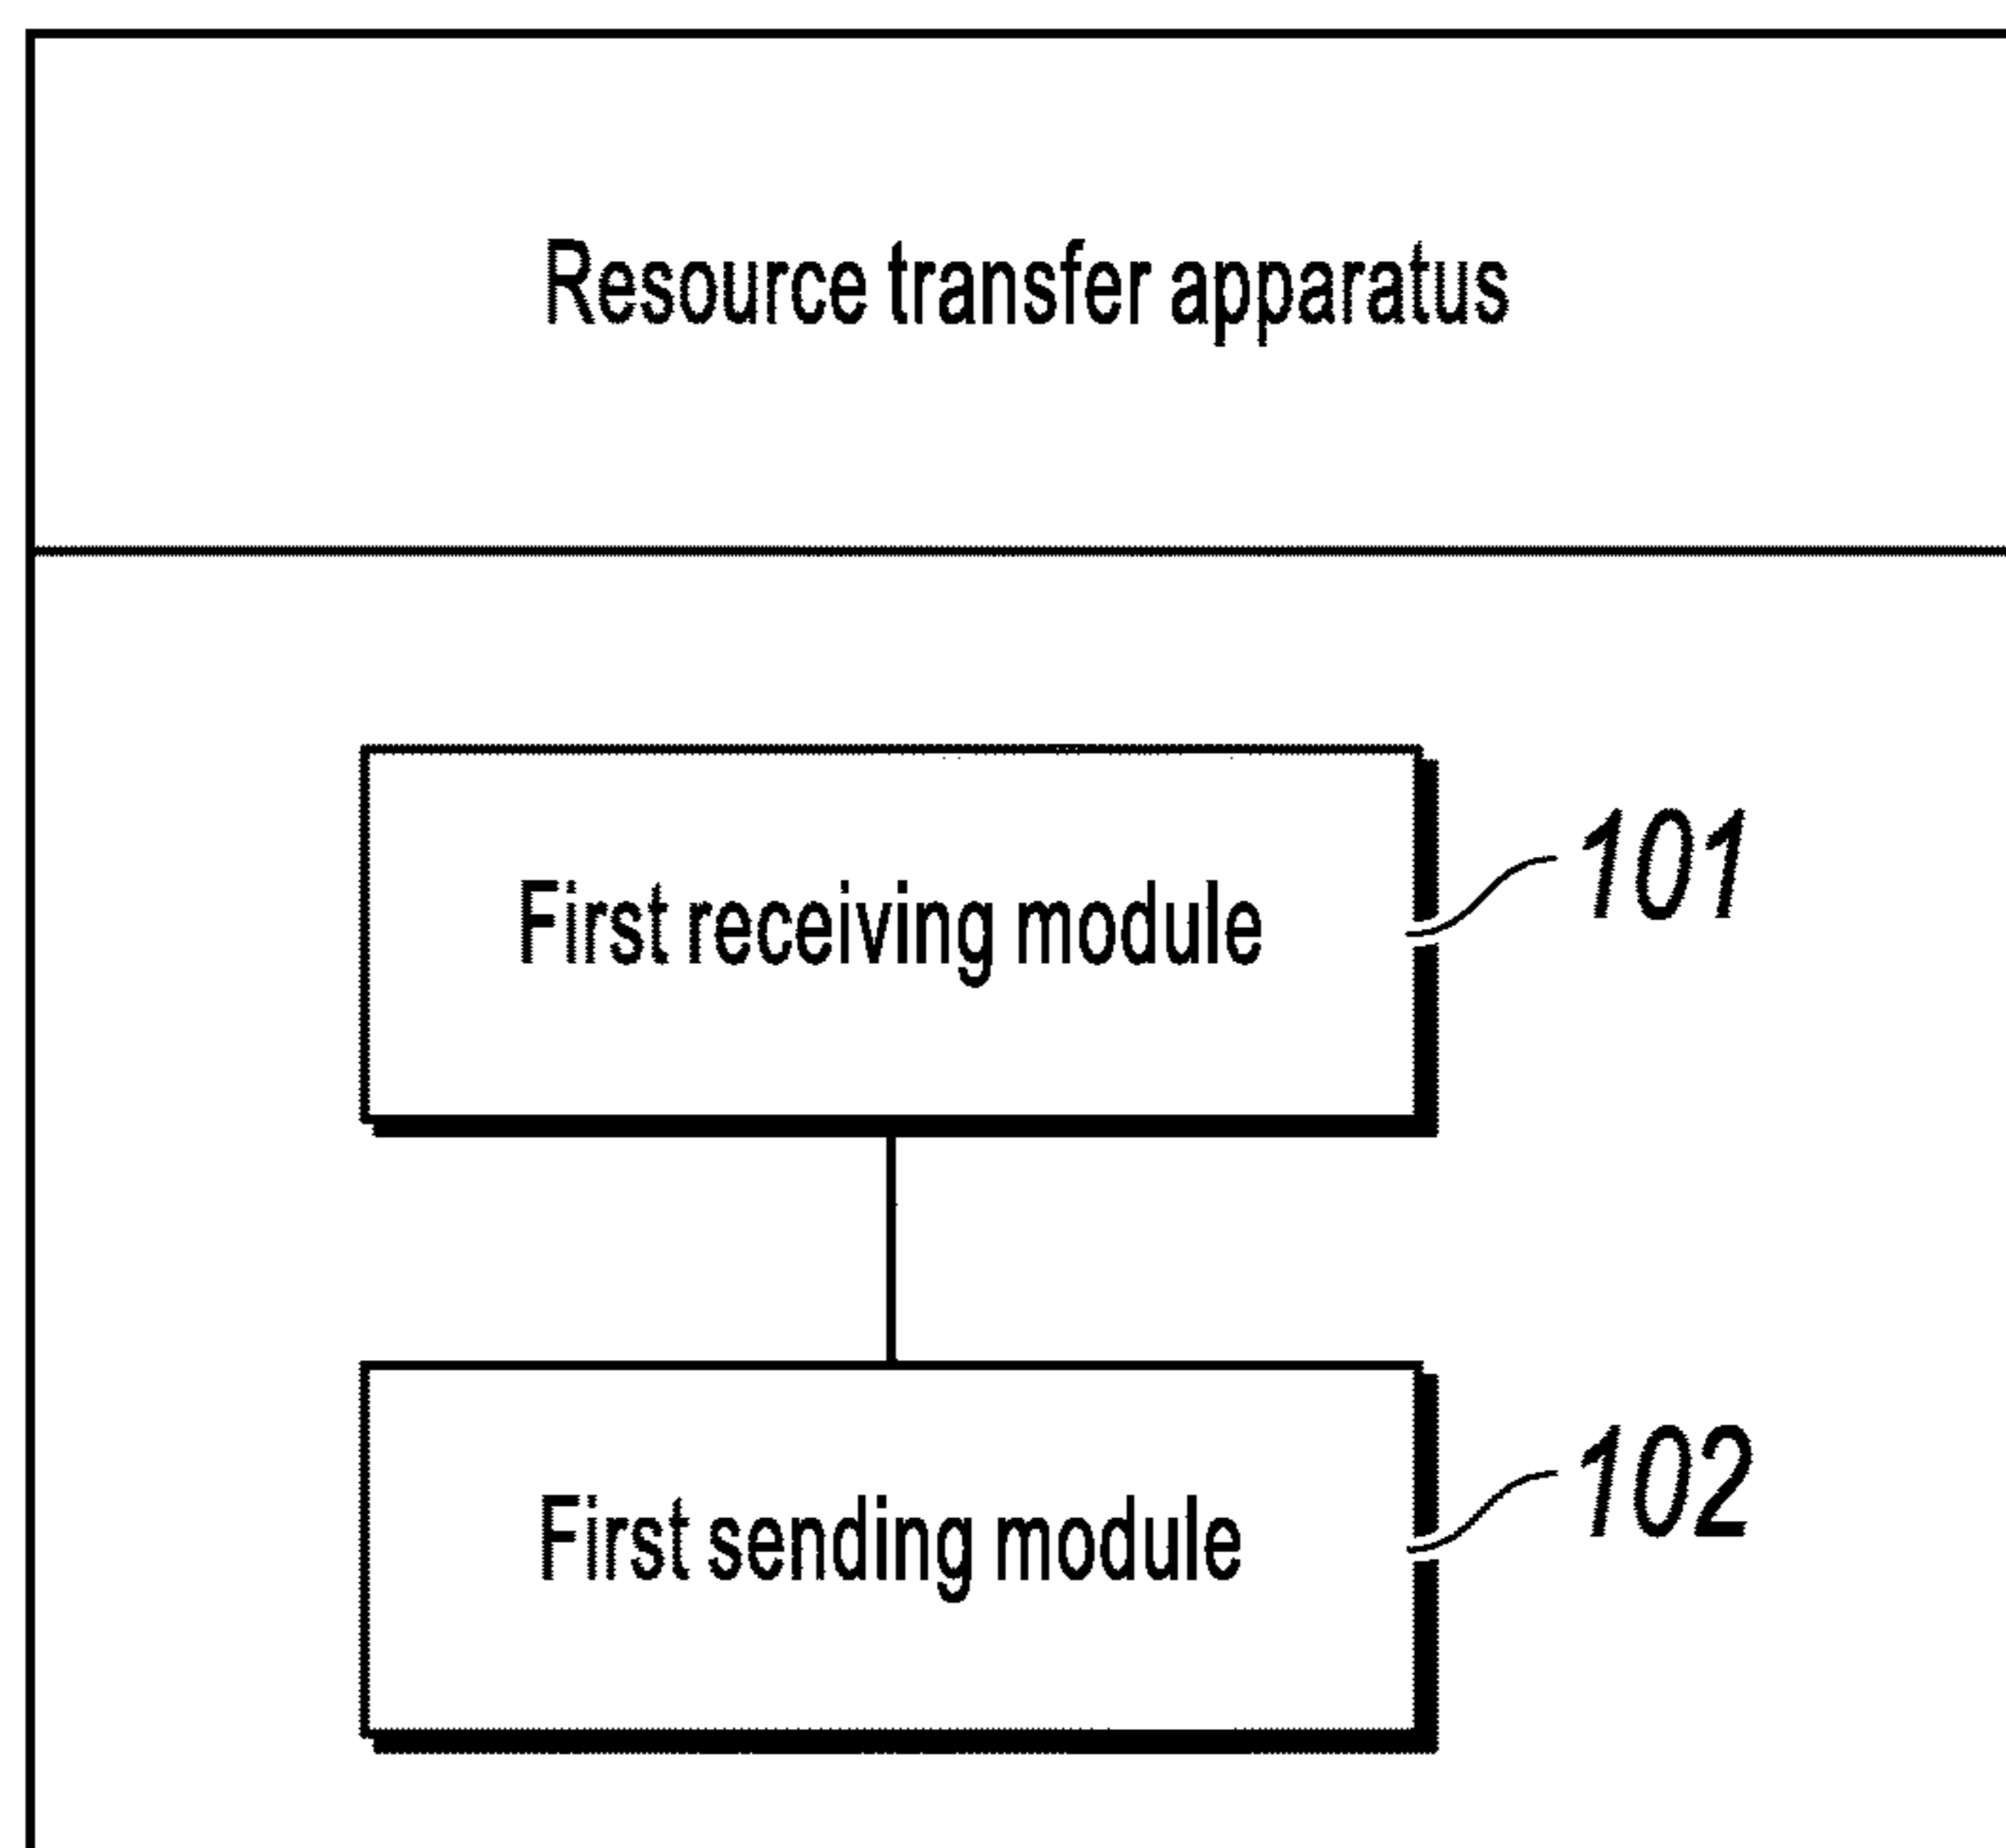 Resource transfer apparatus
First receiving module
101
First sending module
102